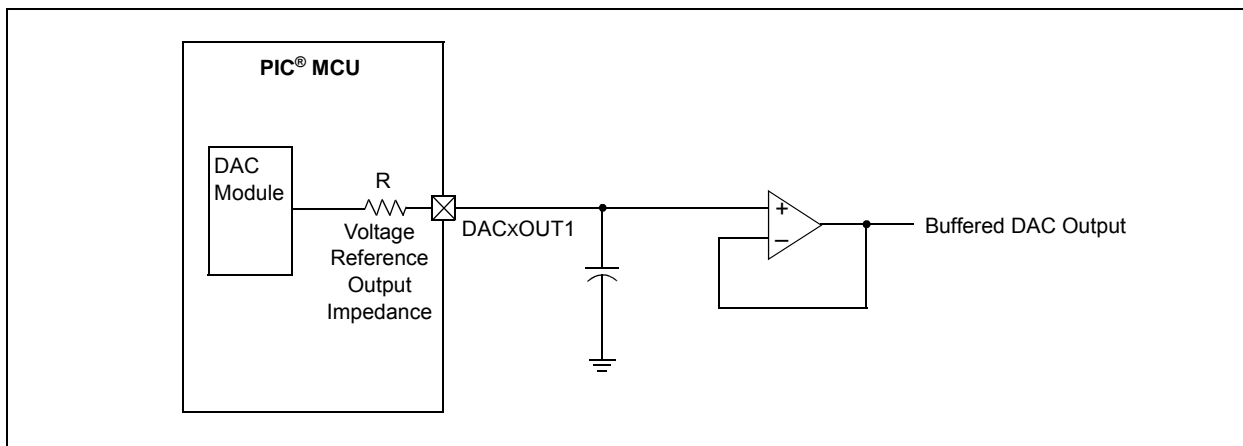 PIC® MCU
DAC
Module
R
DACxOUT1
Voltage
Reference
Output
Impedance
+
−
Buffered DAC Output